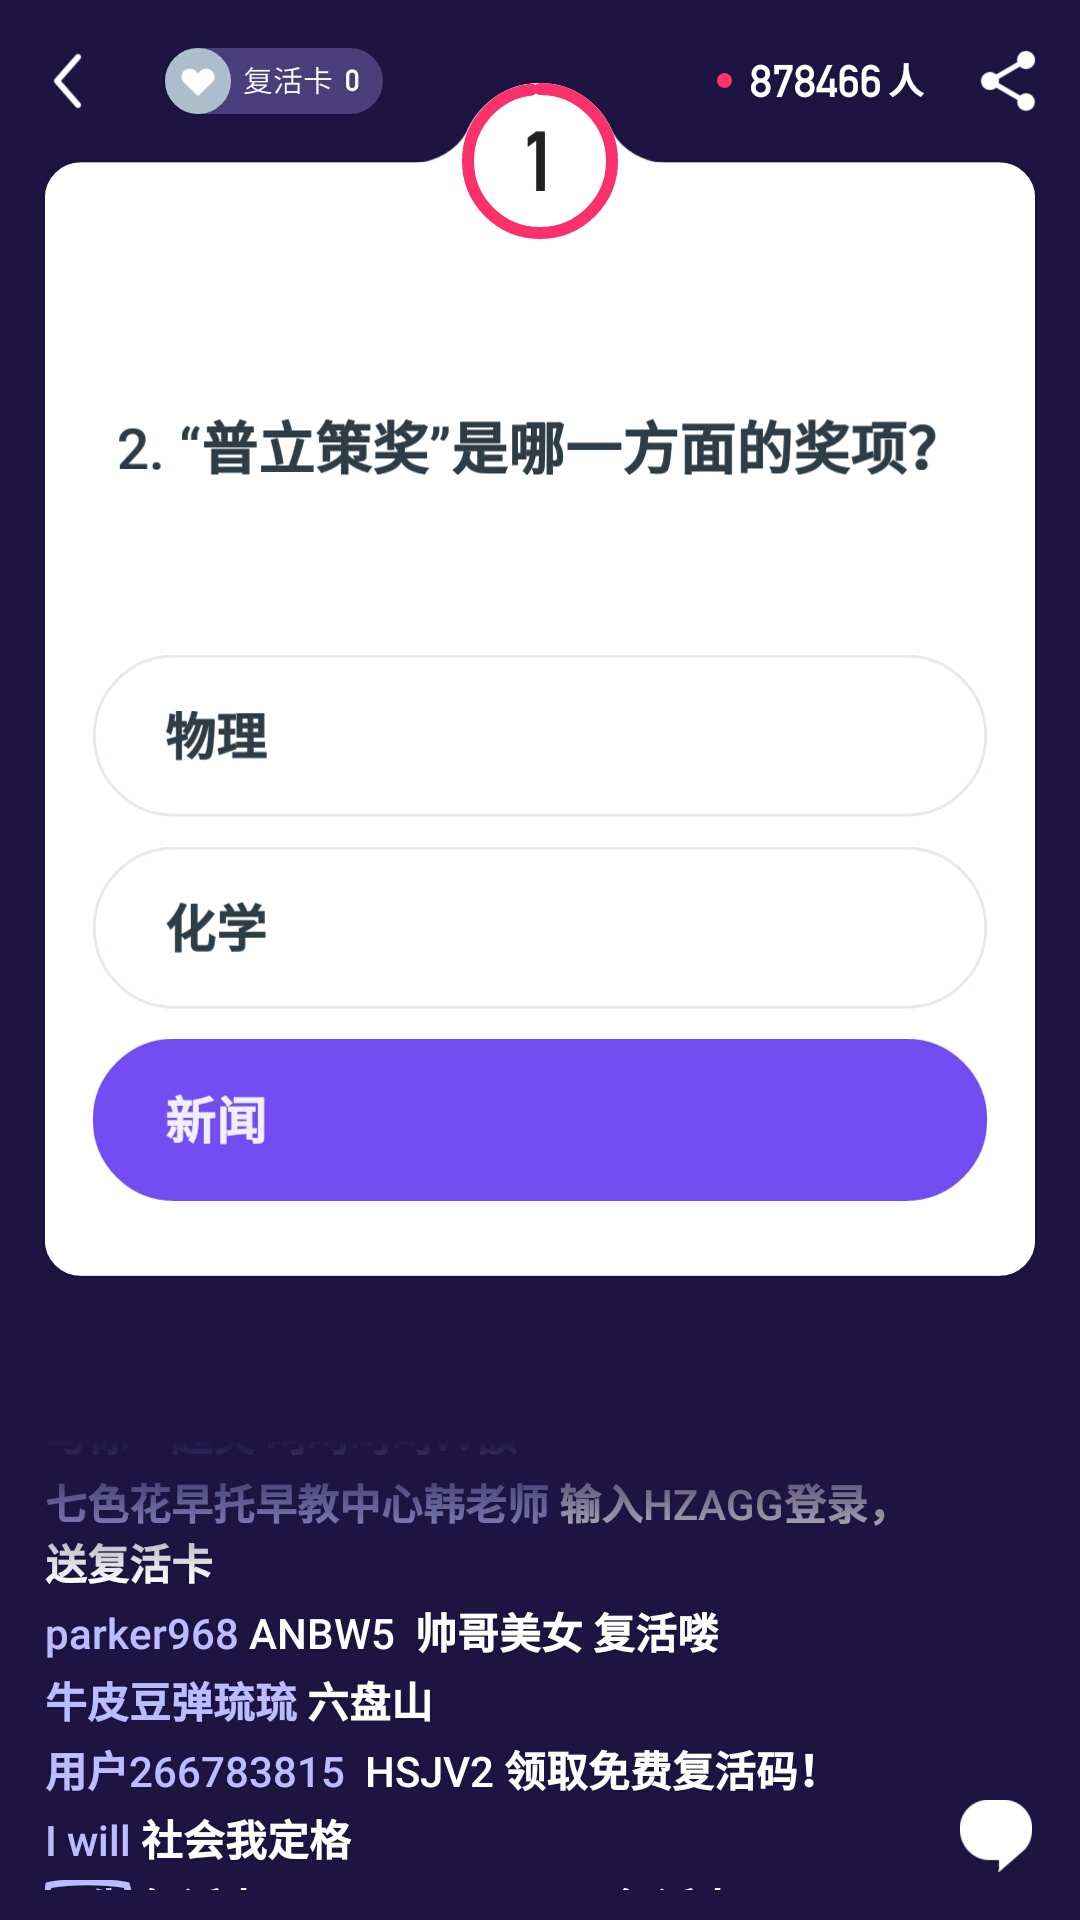 复活卡 0
878466 人
1
2. “普立策奖”是哪一方面的奖项？
物理
化学
新闻
七色花早托早教中心韩老师 输入HZAGG登录，
送复活卡
parker968 ANBW5 帅哥美女 复活喽
牛皮豆弹琉琉 六盘山
用户266783815 HSJV2 领取免费复活码！
I will 社会我定格